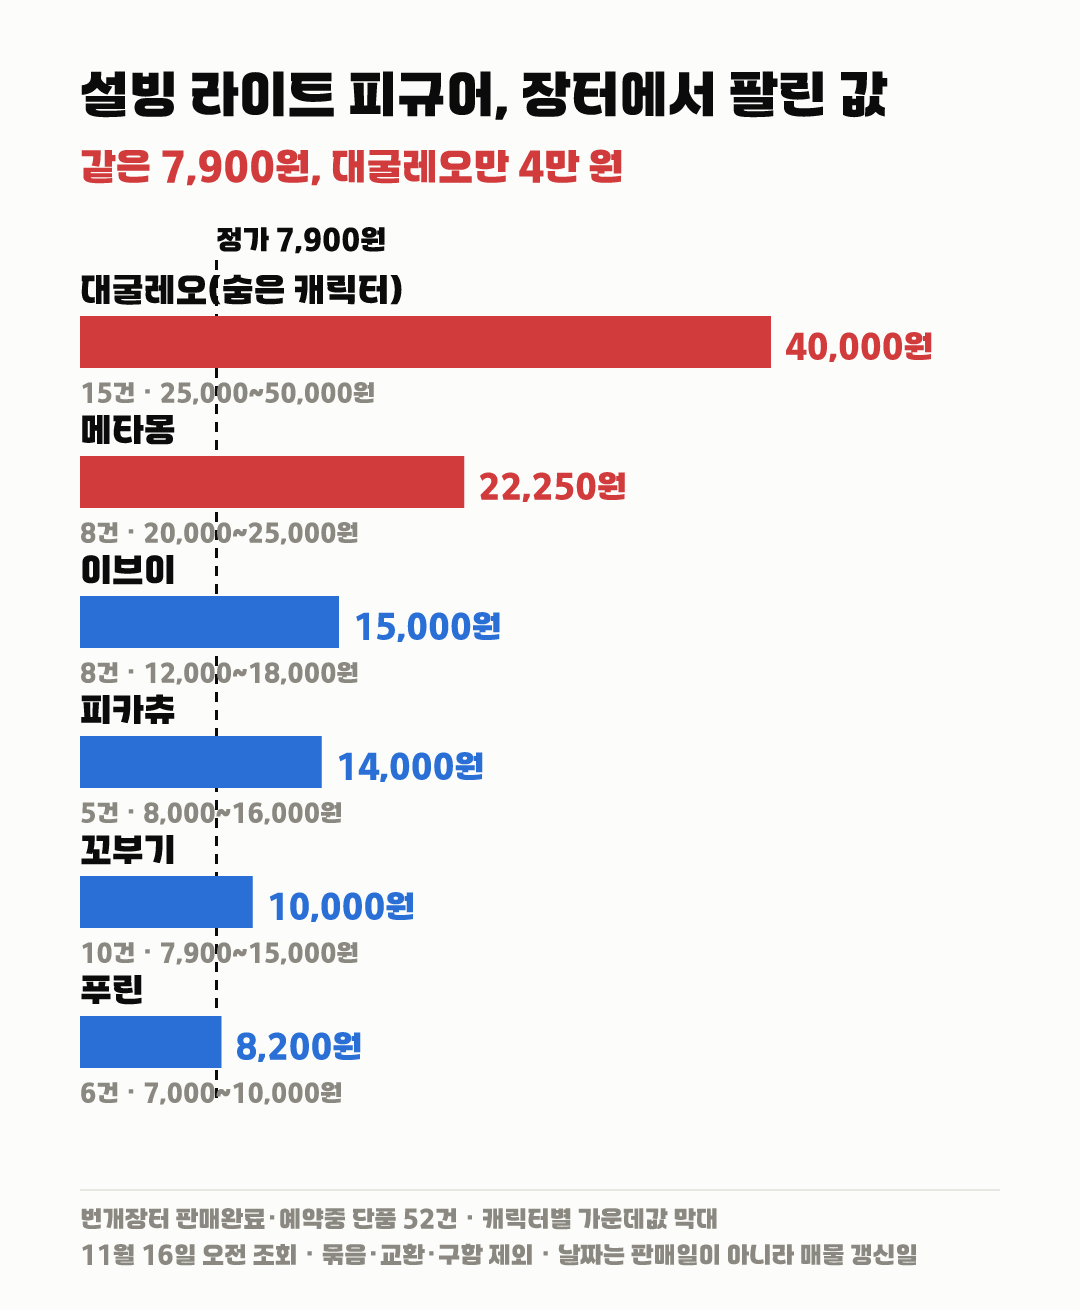 설빙 라이트 피규어, 장터에서 팔린 값
같은 7,900원, 대굴레오만 4만 원
정가 7,900원
대굴레오(숨은 캐릭터)
40,000원
15건 · 25,000~50,000원
메타몽
22,250원
8건 · 20,000~25,000원
이브이
15,000원
8건 · 12,000~18,000원
피카츄
14,000원
5건 · 8,000~16,000원
꼬부기
10,000원
10건 · 7,900~15,000원
푸린
8,200원
6건 · 7,000~10,000원
번개장터 판매완료·예약중 단품 52건 · 캐릭터별 가운데값 막대
11월 16일 오전 조회 · 묶음·교환·구함 제외 · 날짜는 판매일이 아니라 매물 갱신일